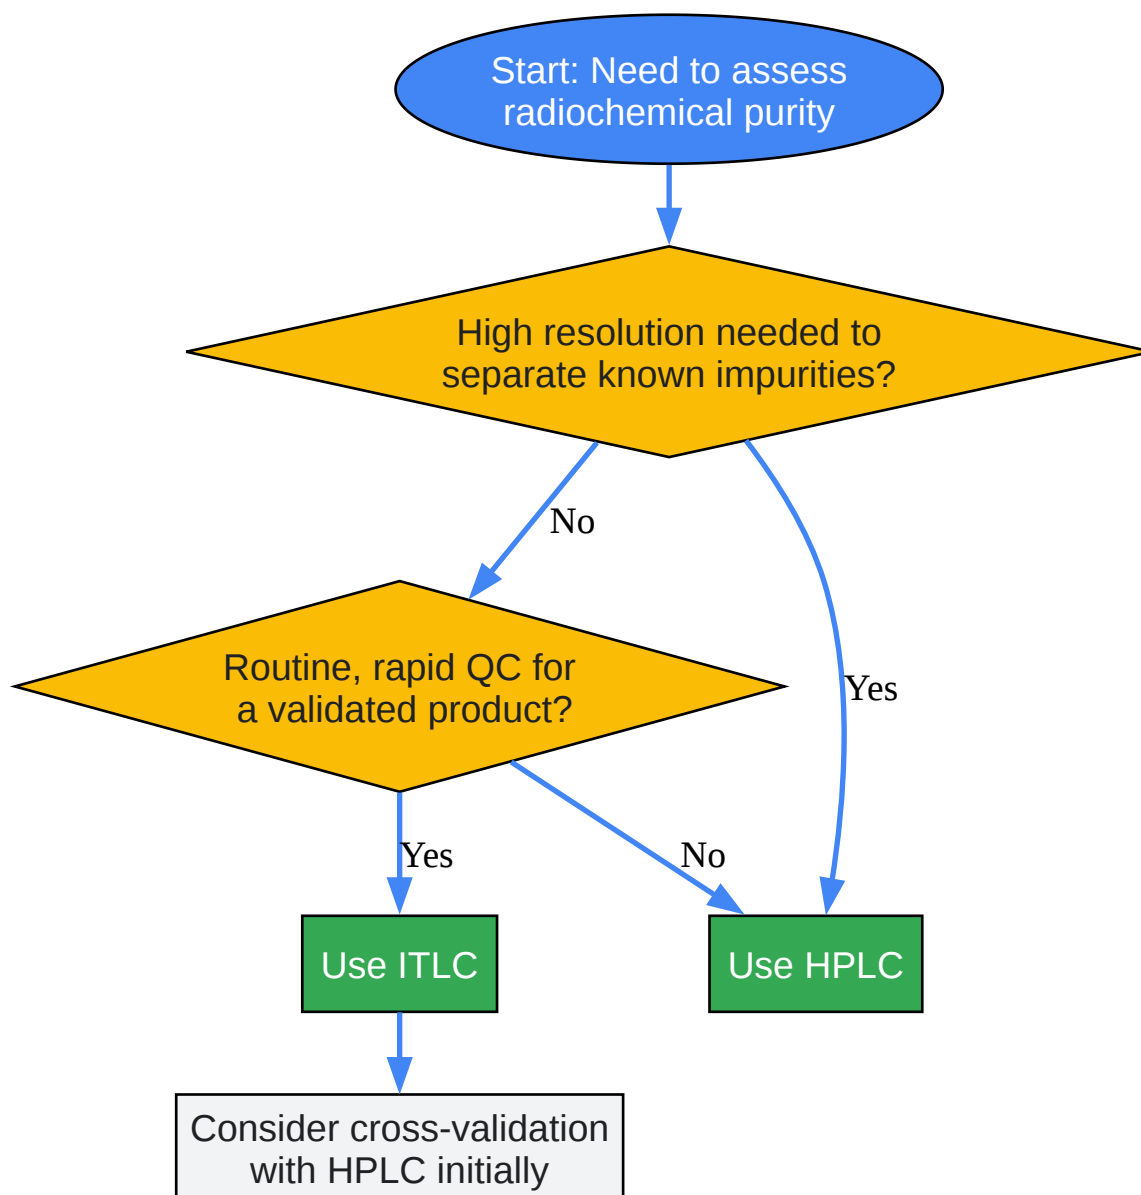 Start: Need to assess
radiochemical purity
High resolution needed to
separate known impurities?
No
Routine, rapid QC for
a validated product?
Yes
Yes
No
Use ITLC
Use HPLC
Consider cross-validation
with HPLC initially